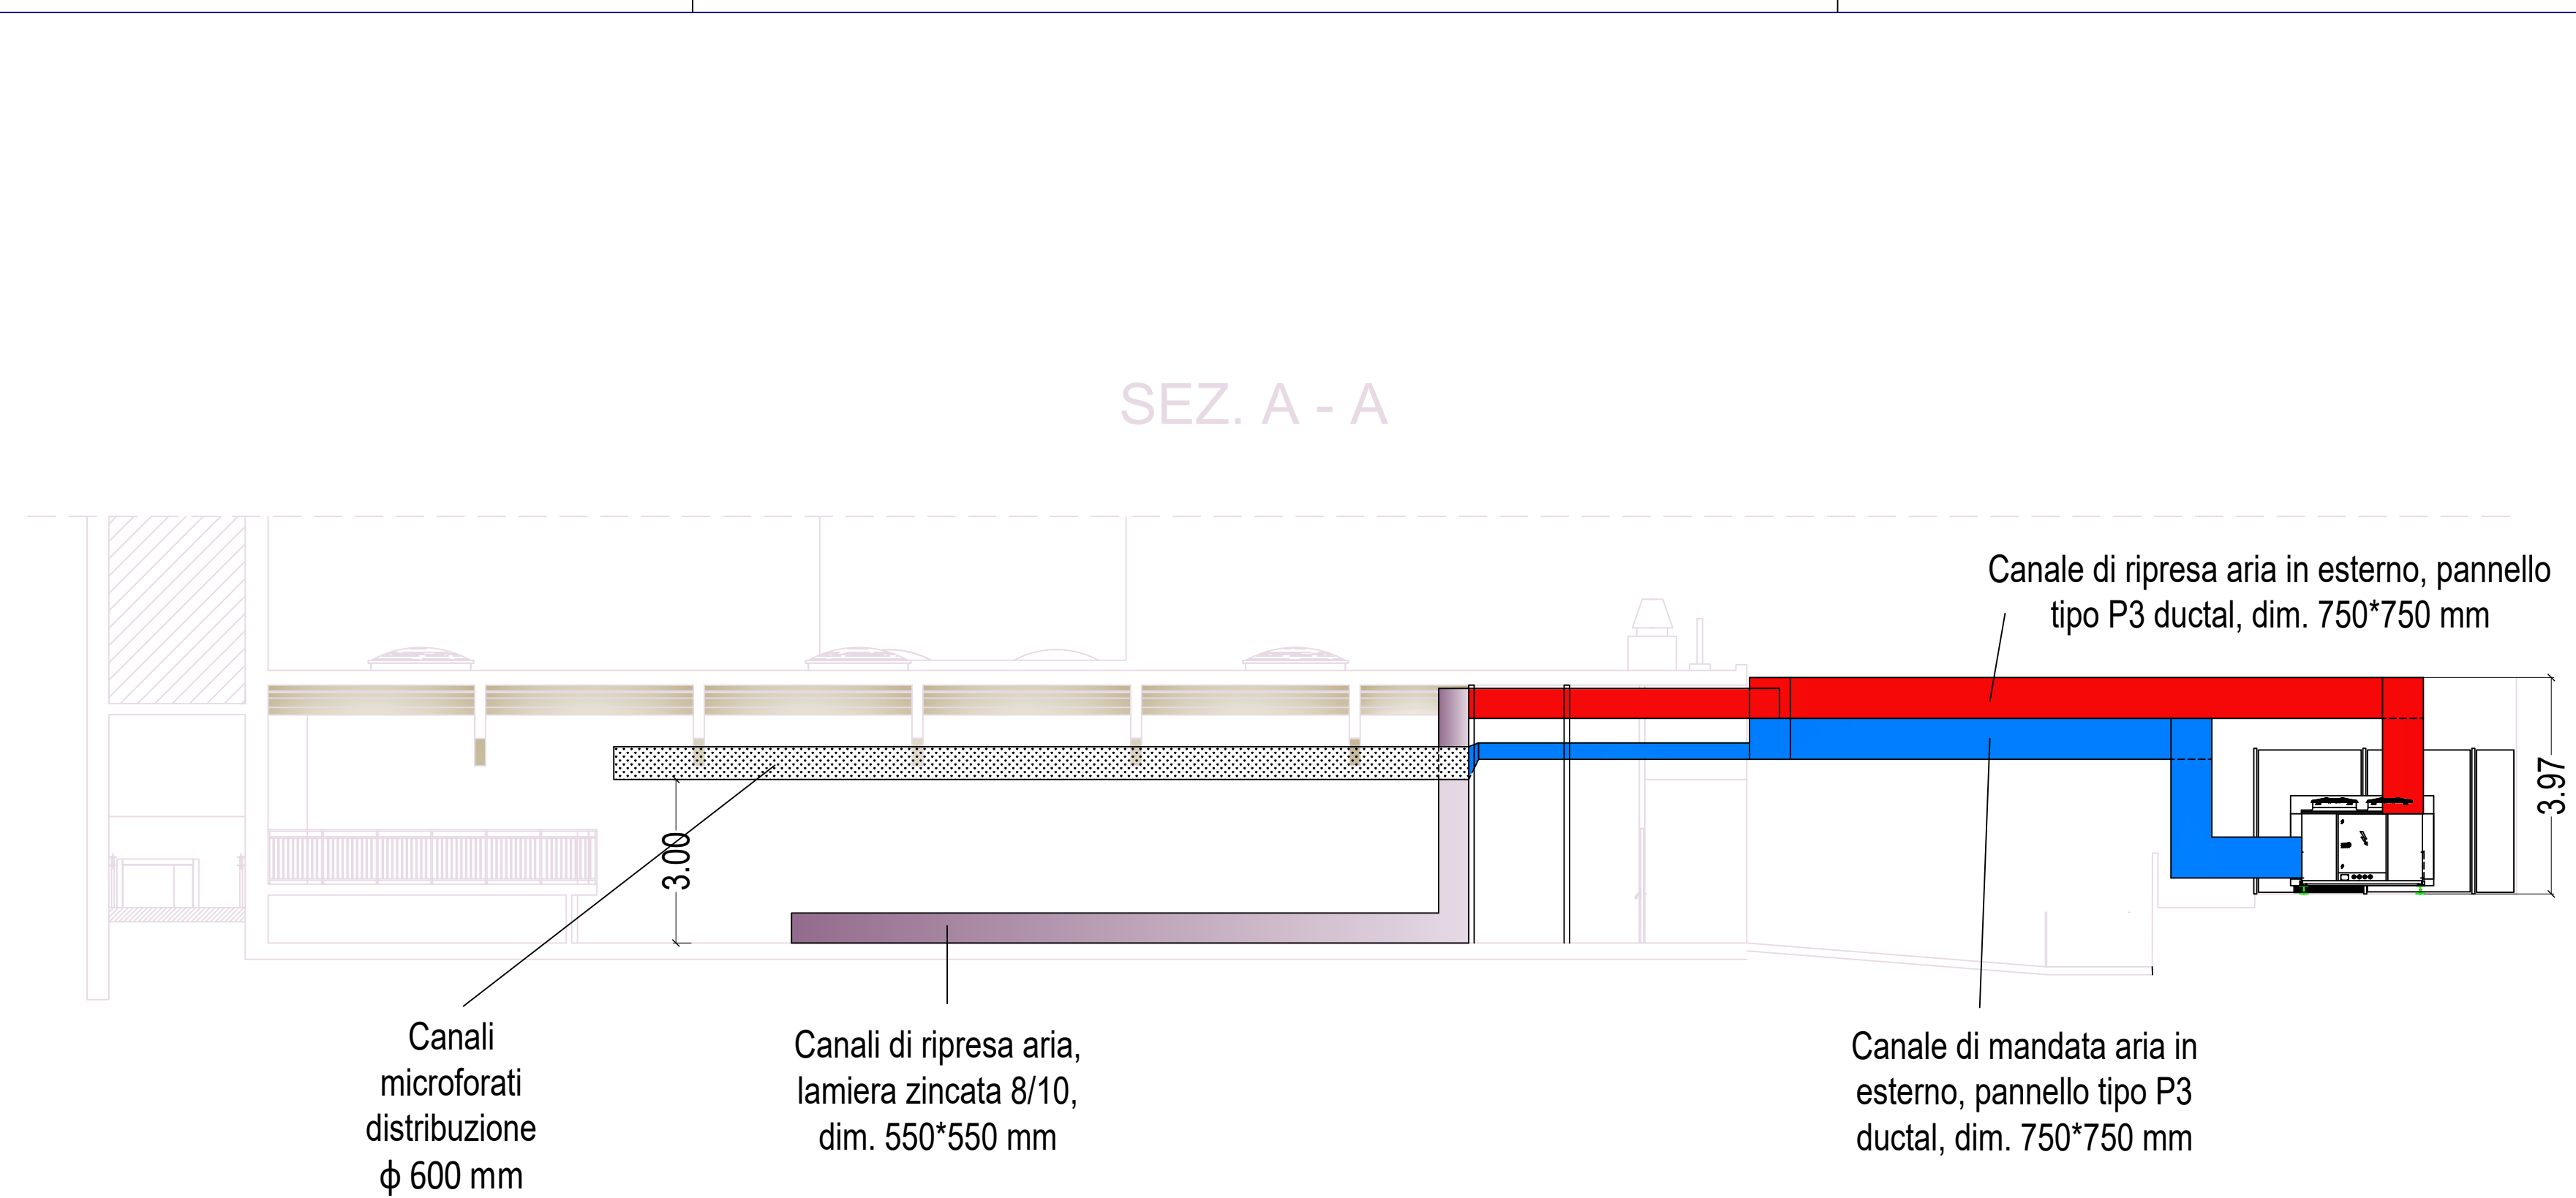 SEZ. A - A
Canale di ripresa aria in esterno, pannello
tipo P3 ductal, dim. 750*750 mm
3.97
3.00
Canali
microforati
distribuzione
ϕ 600 mm
Canali di ripresa aria,
lamiera zincata 8/10,
dim. 550*550 mm
Canale di mandata aria in
esterno, pannello tipo P3
ductal, dim. 750*750 mm